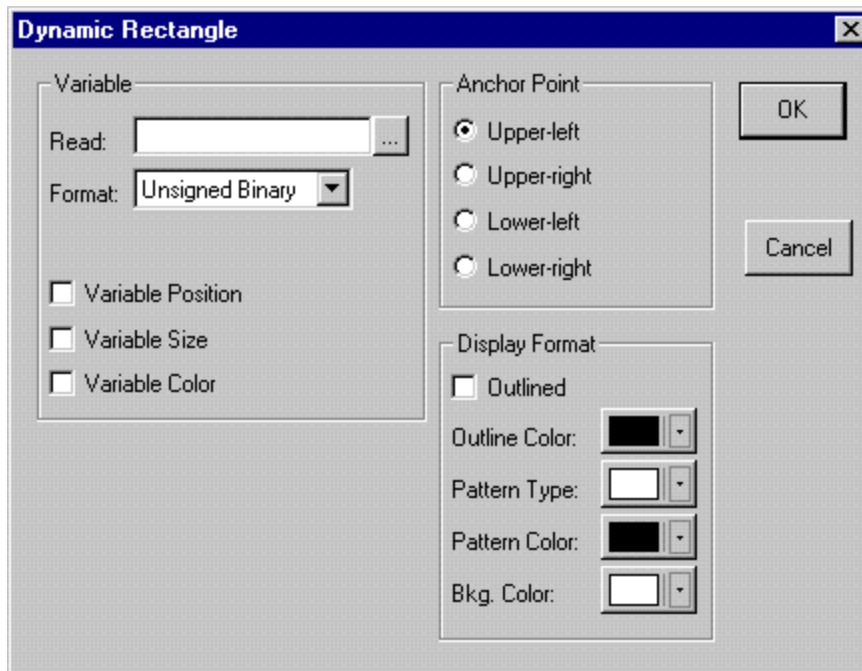 Dynamic Rectangle
Variable
Read:
...
Format:
Unsigned Binary
Variable Position
Variable Size
Variable Color
Anchor Point
Upper-left
Upper-right
Lower-left
Lower-right
Display Format
Outlined
Outline Color:
Pattern Type:
Pattern Color:
Bkg. Color:
OK
Cancel